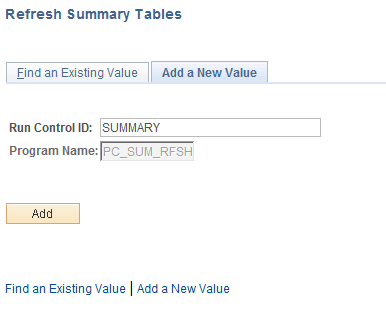 Refresh Summary Tables
Find an Existing Value Add a New Value
Run Control ID: SUMMARY
Program Name: PC_SUM_RFSH
Add
Find an Existing Value | Add a New Value